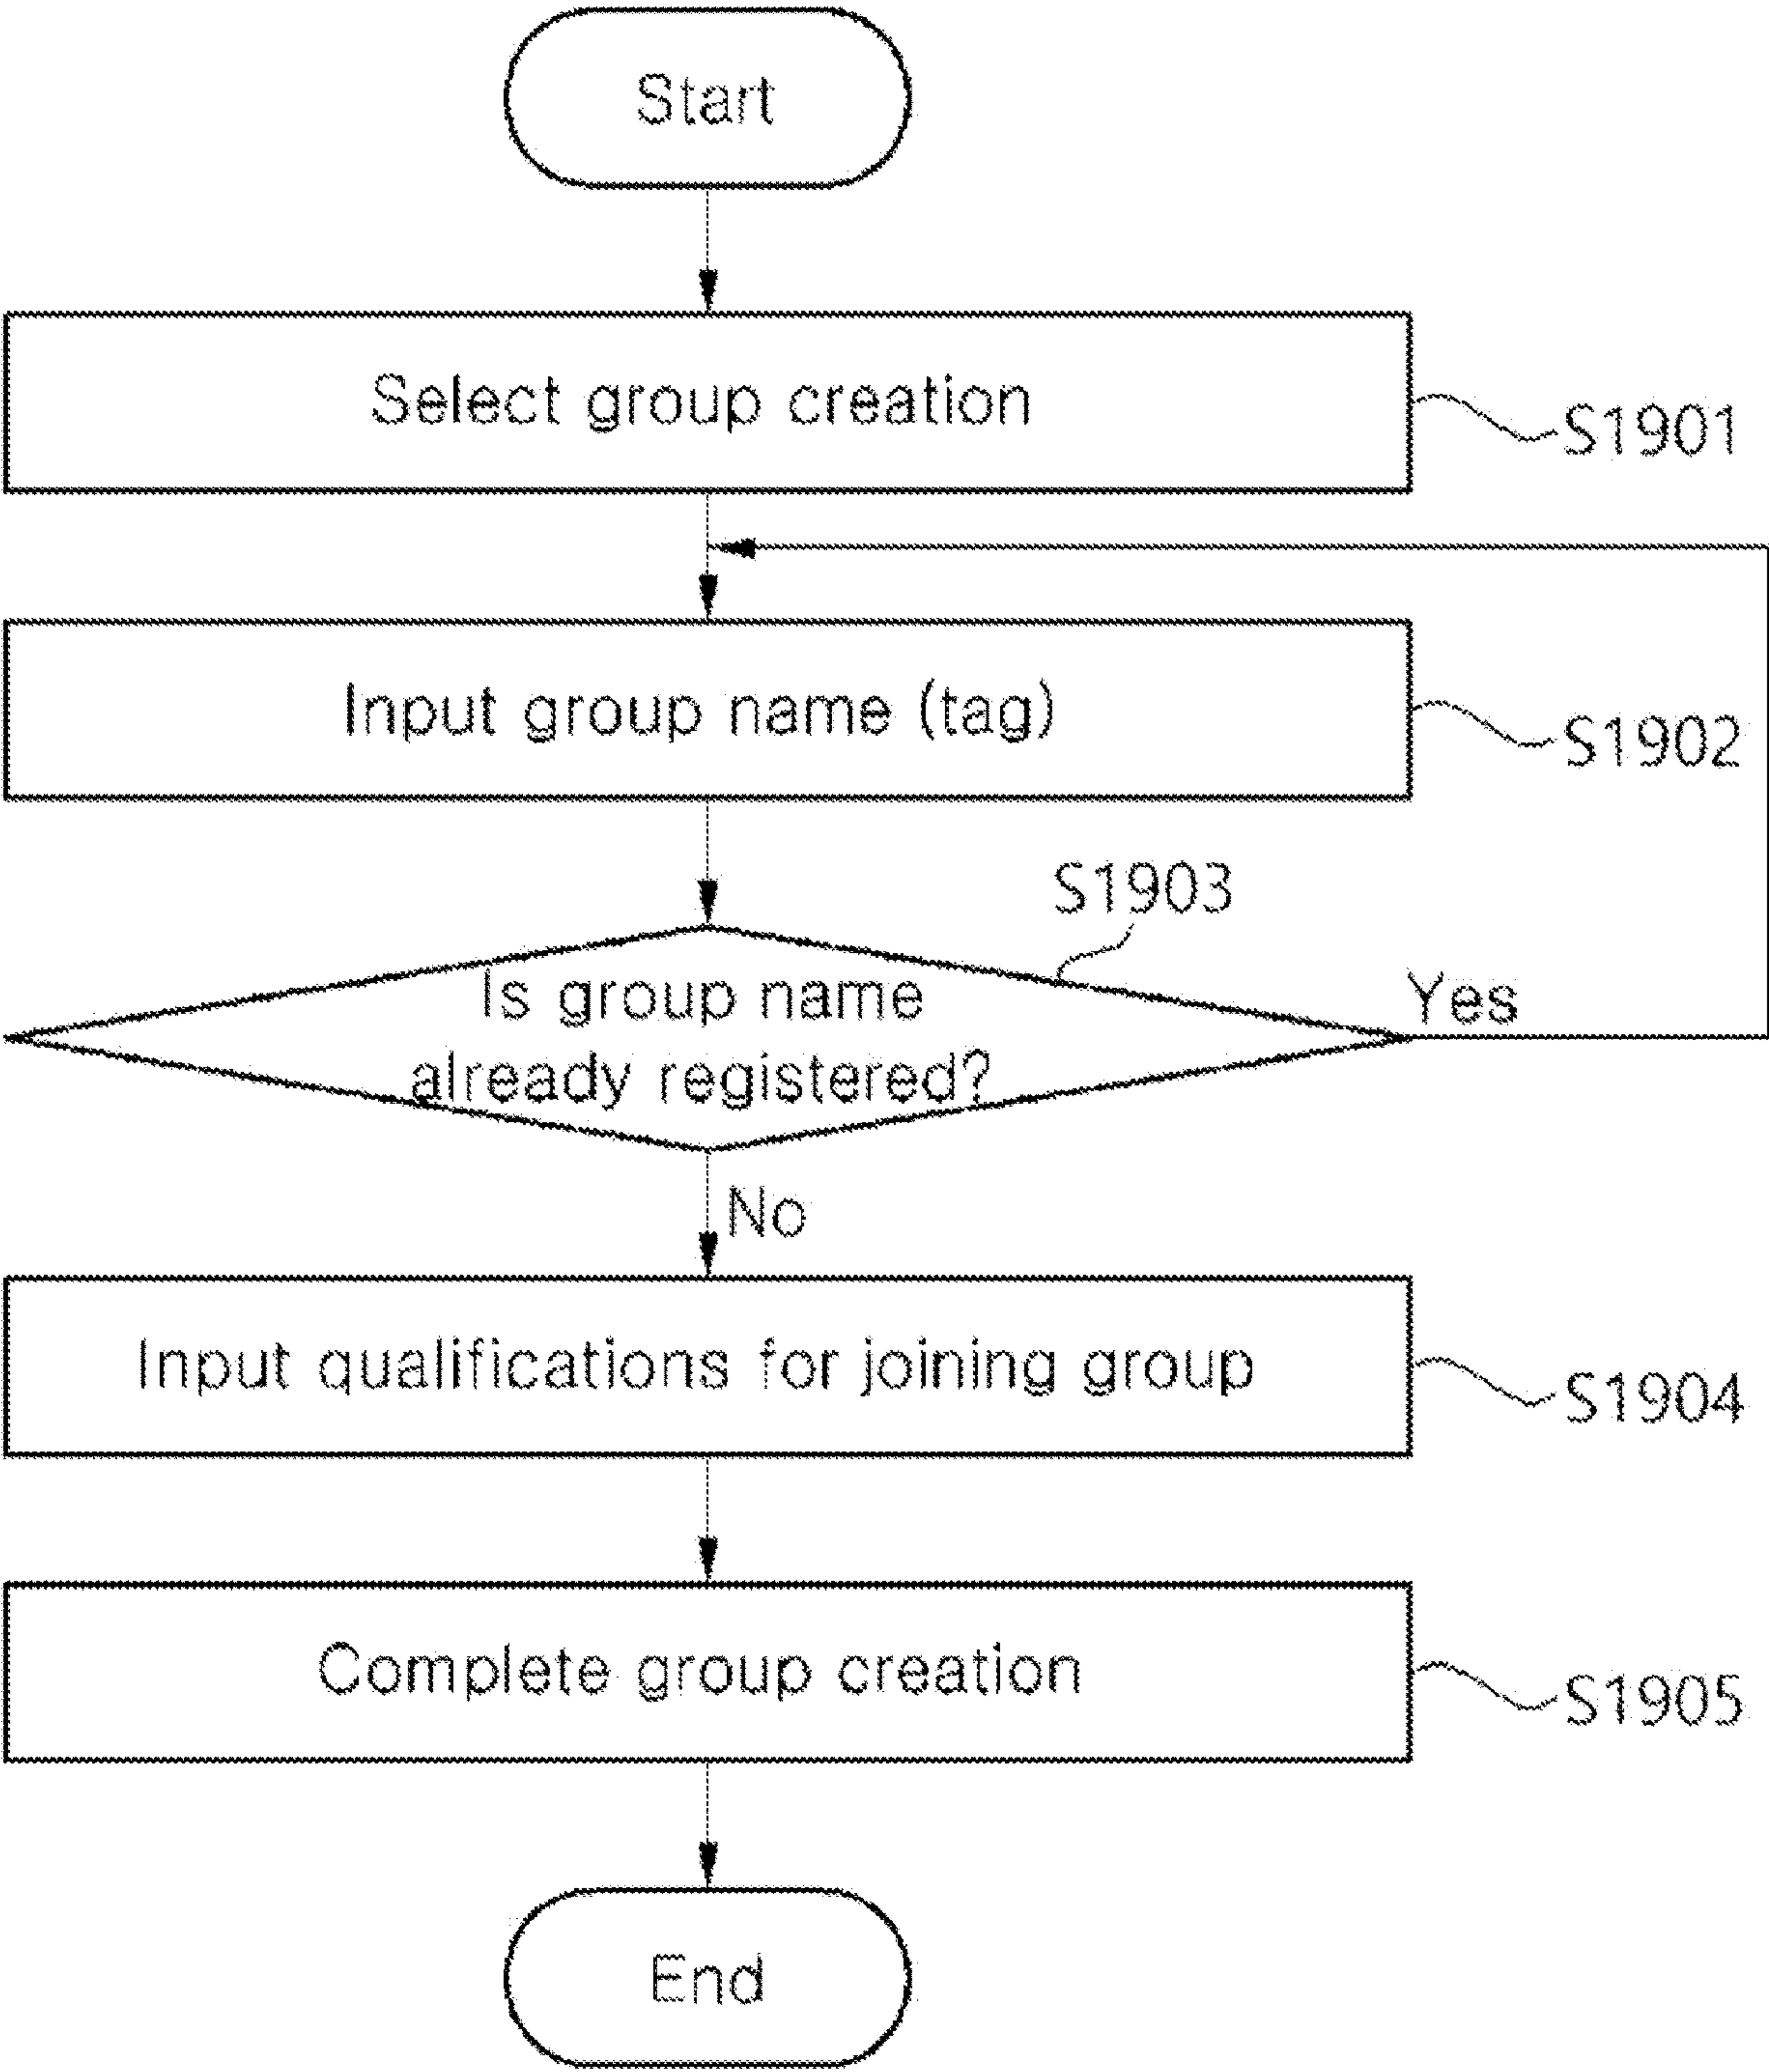 Start
Select group creation
S1901
Input group name (tag)
S1902
S1903
Is group name
already registered?
Yes
No
Input qualifications for joining group
S1904
Complete group creation
S1905
End